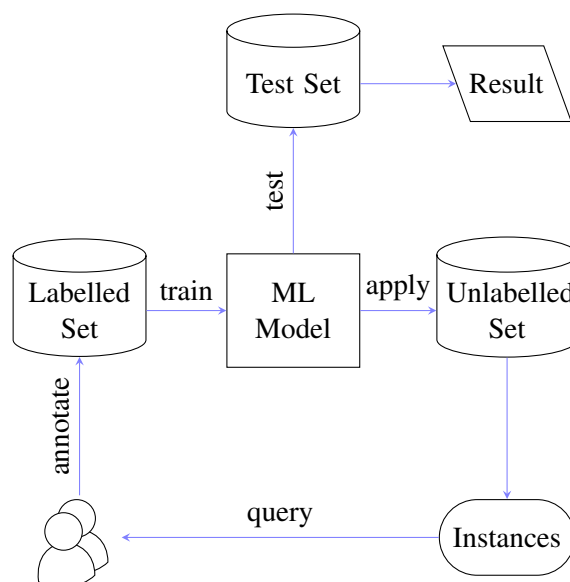 Test Set
Result
test
Labelled
Set
train
ML
Model
apply
Unlabelled
Set
annotate
query
Instances